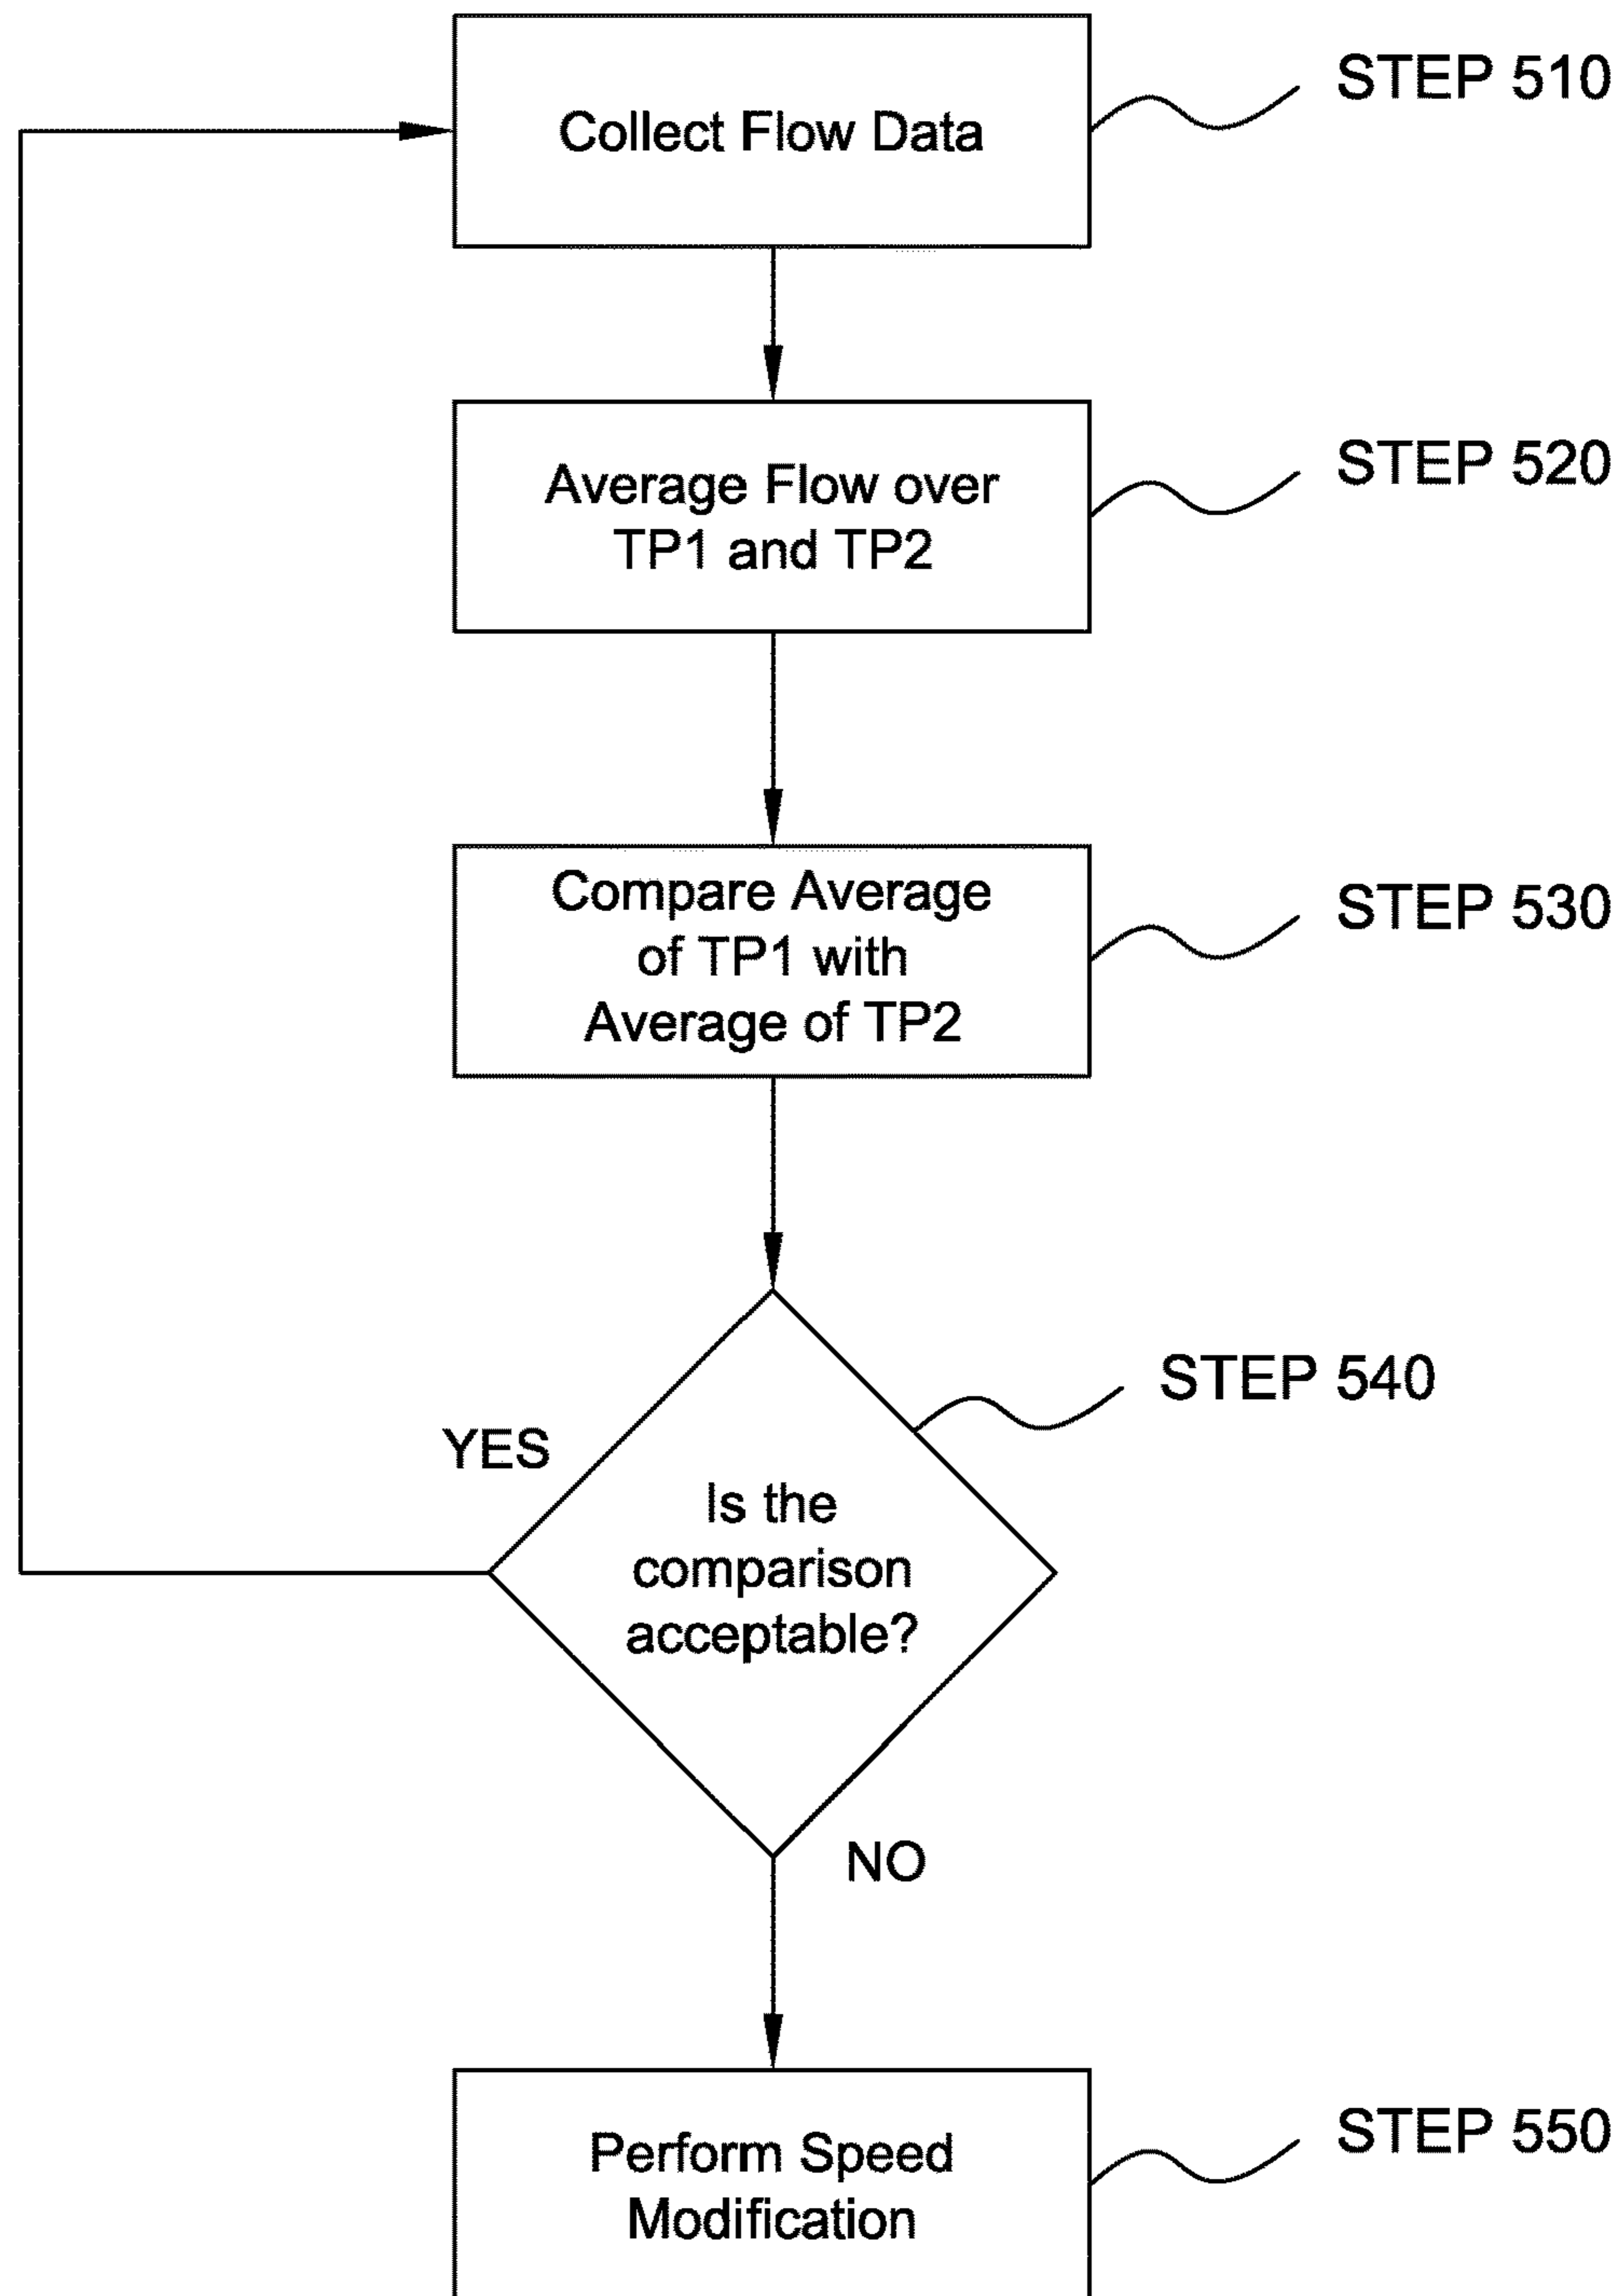 Collect Flow Data
STEP 510
Average Flow over
TP1 and TP2
STEP 520
Compare Average
of TP1 with
Average of TP2
STEP 530
STEP 540
YES
Is the
comparison
acceptable?
NO
Perform Speed
Modification
STEP 550